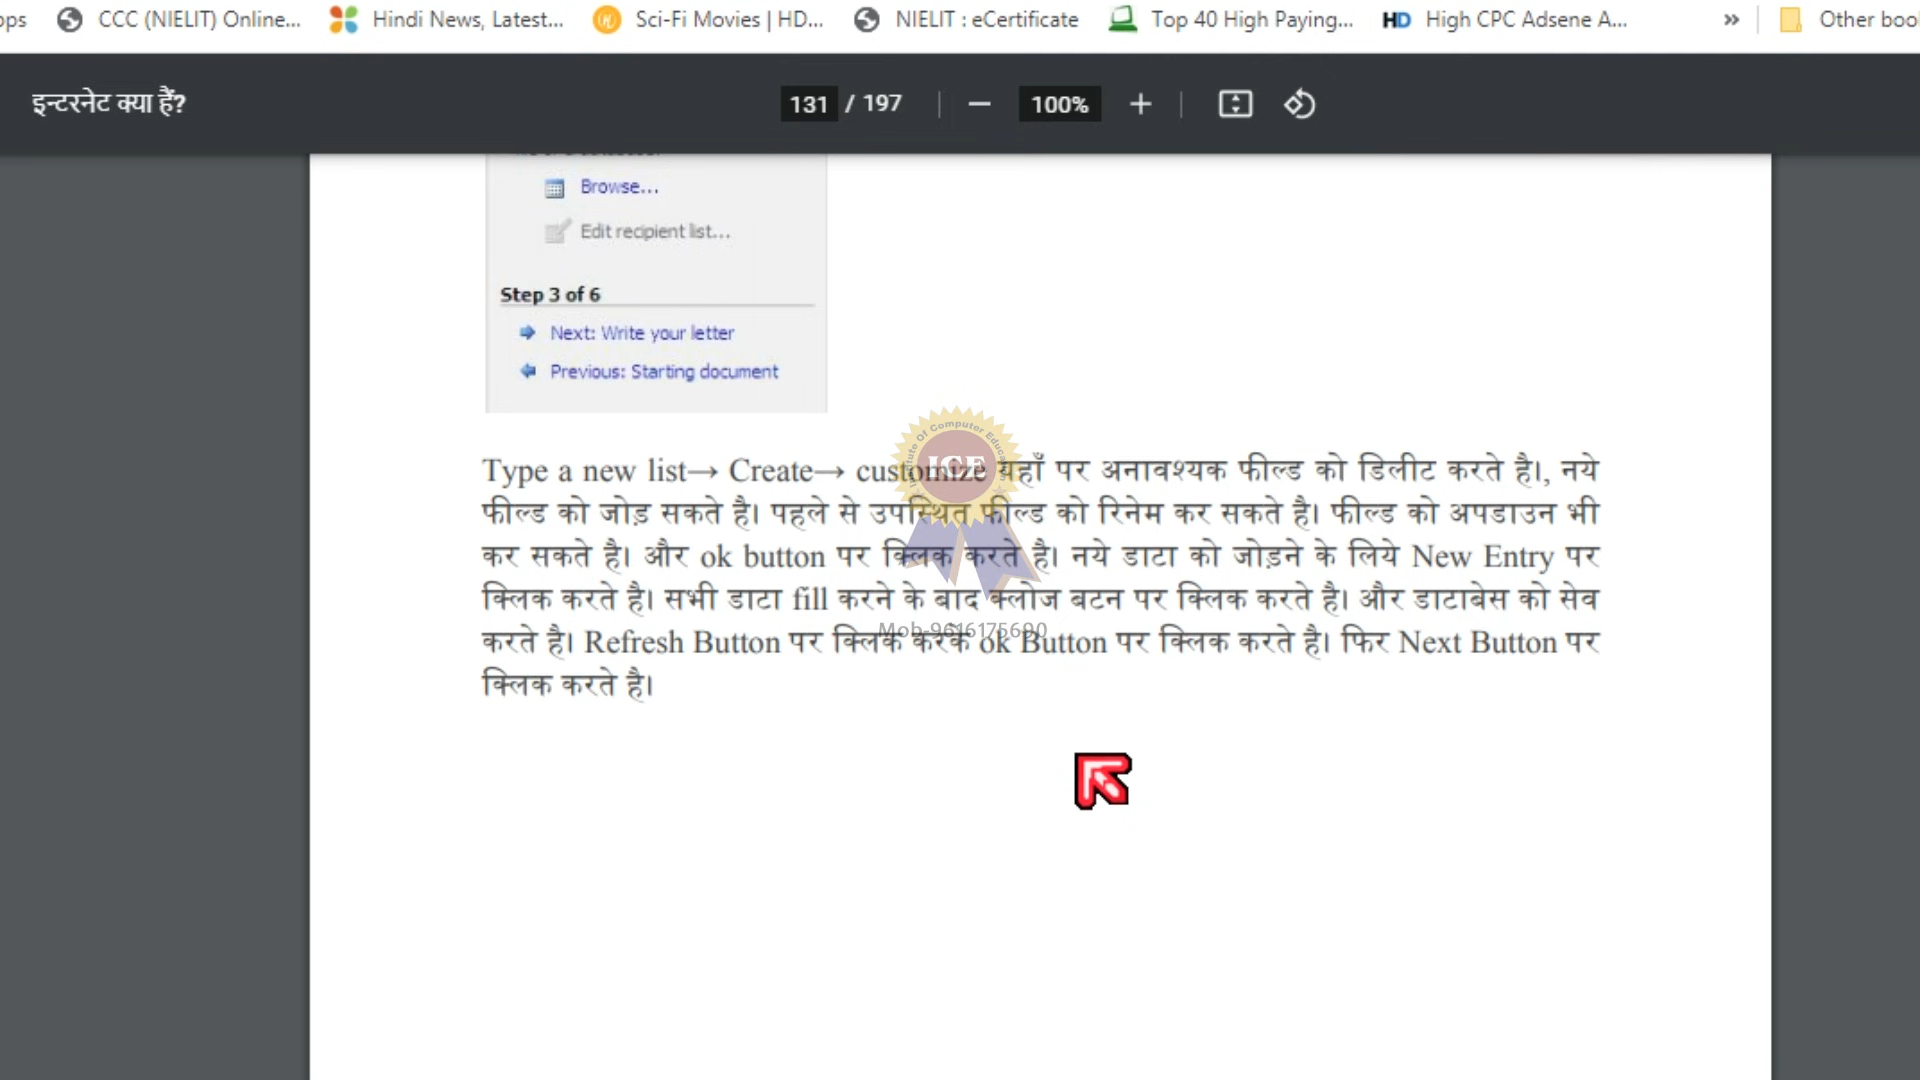 ops CCC (NIELIT) Online... Hindi News, Latest... Sci-Fi Movies | HD... NIELIT : eCertificate Top 40 High Paying... HD High CPC Adsene A... » Other boo
इन्टरनेट क्या हैं? 131 / 197 — 100% +
Browse...
Edit recipient list...
Step 3 of 6
Next: Write your letter
Previous: Starting document
ICE
Type a new list→ Create→ customize यहाँ पर अनावश्यक फील्ड को डिलीट करते है।, नये
फील्ड को जोड़ सकते है। पहले से उपस्थित फील्ड को रिनेम कर सकते है। फील्ड को अपडाउन भी
कर सकते है। और ok button पर क्लिक करते है। नये डाटा को जोड़ने के लिये New Entry पर
क्लिक करते है। सभी डाटा fill करने के बाद क्लोज बटन पर क्लिक करते है। और डाटाबेस को सेव
Mob-9616175690
करते है। Refresh Button पर क्लिक करके ok Button पर क्लिक करते है। फिर Next Button पर
क्लिक करते है।